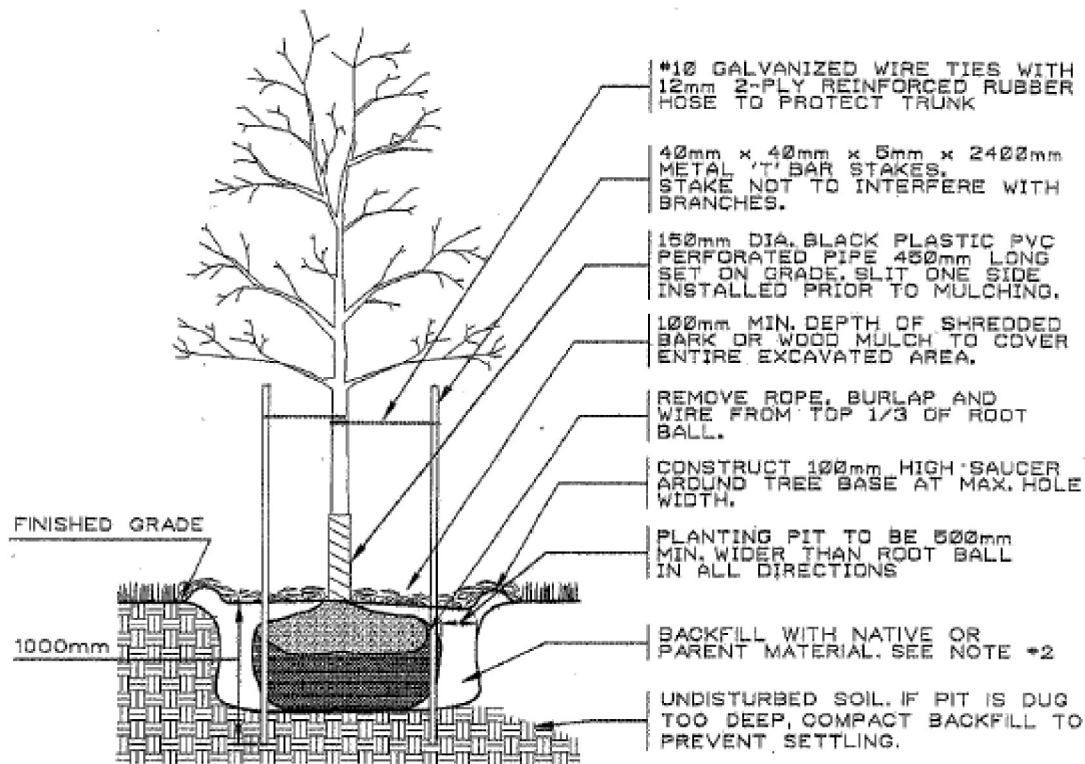 #10 GALVANIZED WIRE TIES WITH
12mm 2-PLY REINFORCED RUBBER
HOSE TO PROTECT TRUNK
40mm x 40mm x 5mm x 2400mm
METAL 'T' BAR STAKES.
STAKE NOT TO INTERFERE WITH
BRANCHES.
150mm DIA. BLACK PLASTIC PVC
PERFORATED PIPE 450mm LONG
SET ON GRADE. SLIT ONE SIDE
INSTALLED PRIOR TO MULCHING.
100mm MIN. DEPTH OF SHREDDED
BARK OR WOOD MULCH TO COVER
ENTIRE EXCAVATED AREA.
REMOVE ROPE, BURLAP AND
WIRE FROM TOP 1/3 OF ROOT
BALL.
CONSTRUCT 100mm HIGH SAUCER
AROUND TREE BASE AT MAX. HOLE
WIDTH.
FINISHED GRADE
PLANTING PIT TO BE 500mm
MIN. WIDER THAN ROOT BALL
IN ALL DIRECTIONS
1000mm
BACKFILL WITH NATIVE OR
PARENT MATERIAL. SEE NOTE #2
UNDISTURBED SOIL. IF PIT IS DUG
TOO DEEP, COMPACT BACKFILL TO
PREVENT SETTLING.